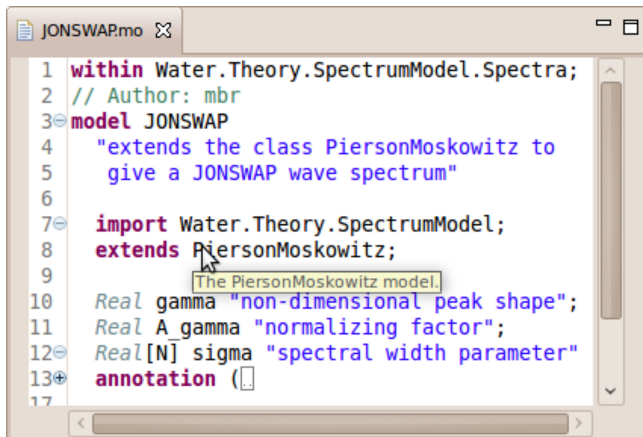 JONSWAP.mo
1 within Water.Theory.SpectrumModel.Spectra;
2 // Author: mbr
3 model JONSWAP
4 "extends the class PiersonMoskowitz to
5 give a JONSWAP wave spectrum"
6
7 import Water.Theory.SpectrumModel;
8 extends PiersonMoskowitz;
9 The PiersonMoskowitz model.
10 Real gamma "non-dimensional peak shape";
11 Real A_gamma "normalizing factor";
12 Real[N] sigma "spectral width parameter"
13 annotation (..
17